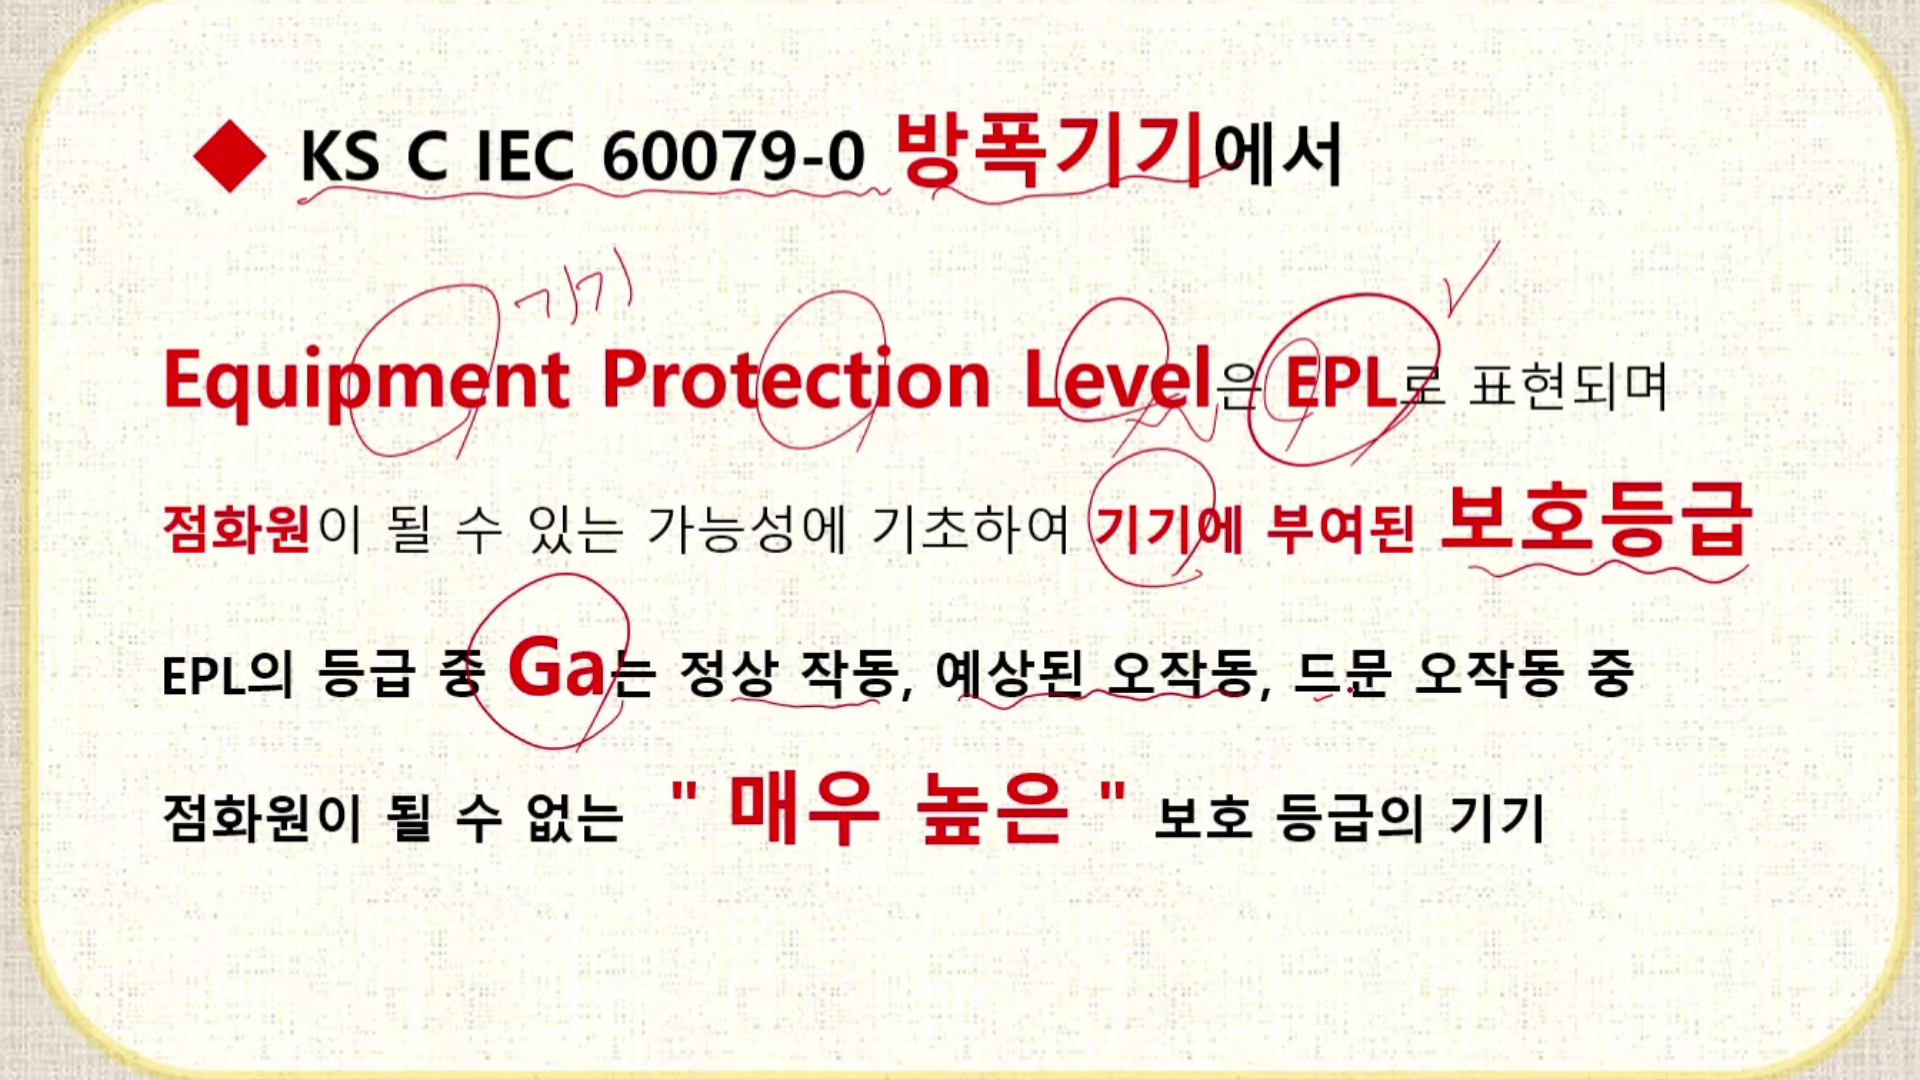 ◆ KS C IEC 60079-0 방폭기기에서
기기
Equipment Protection Level은 EPL로 표현되며
점화원이 될 수 있는 가능성에 기초하여 기기에 부여된 보호등급
EPL의 등급 중 Ga는 정상 작동, 예상된 오작동, 드문 오작동 중
점화원이 될 수 없는 " 매우 높은 " 보호 등급의 기기